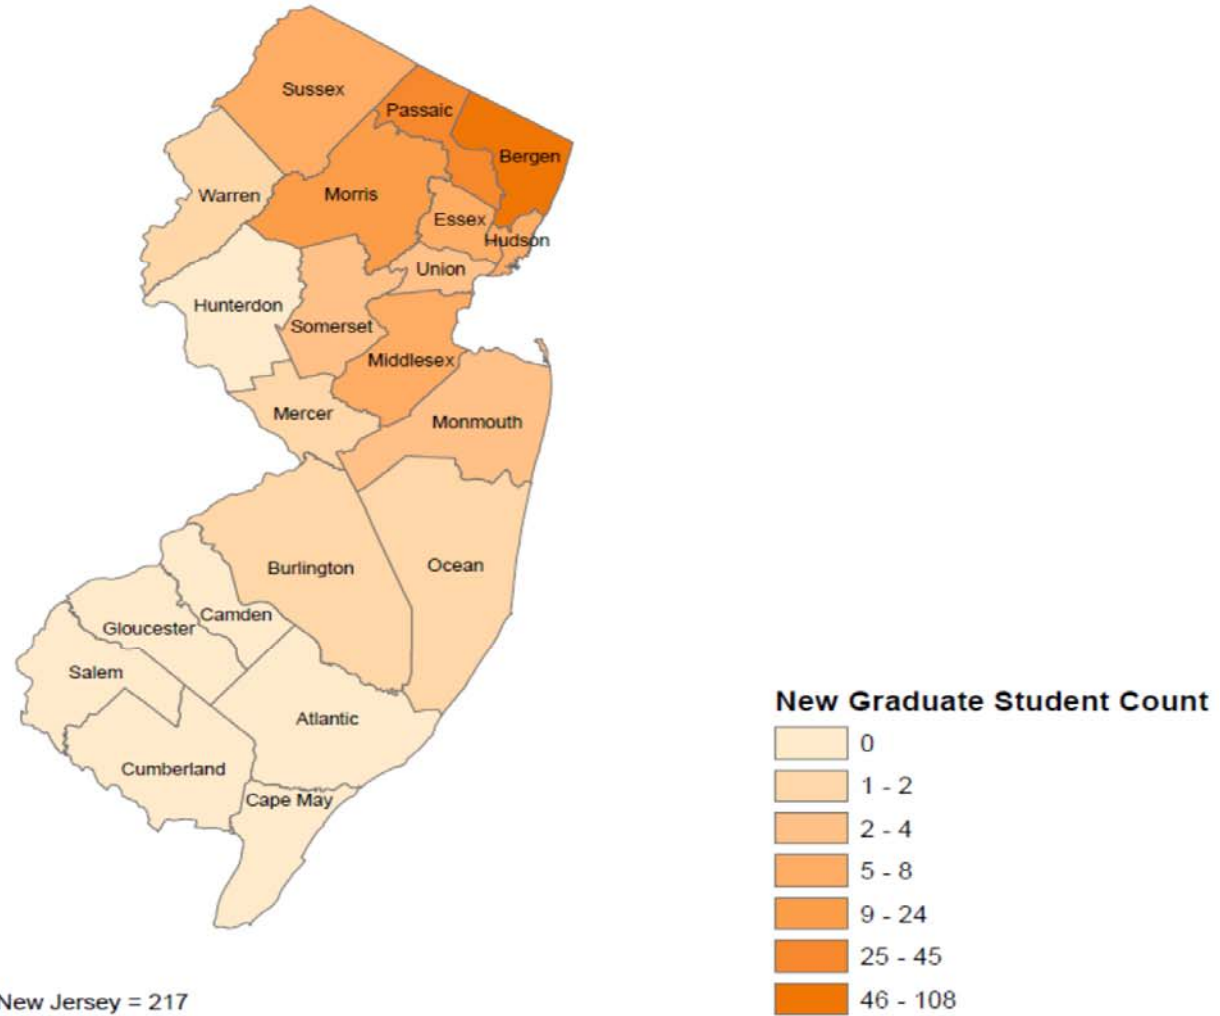 Sussex
Passaic
Bergen
Warren
Morris
Essex
Hudson
Union
Hunterdon
Somerset
Middlesex
Mercer
Monmouth
Burlington
Ocean
Camden
Gloucester
Salem
Atlantic
Cumberland
Cape May
New Graduate Student Count
0
1 - 2
2 - 4
5 - 8
9 - 24
25 - 45
46 - 108
New Jersey = 217